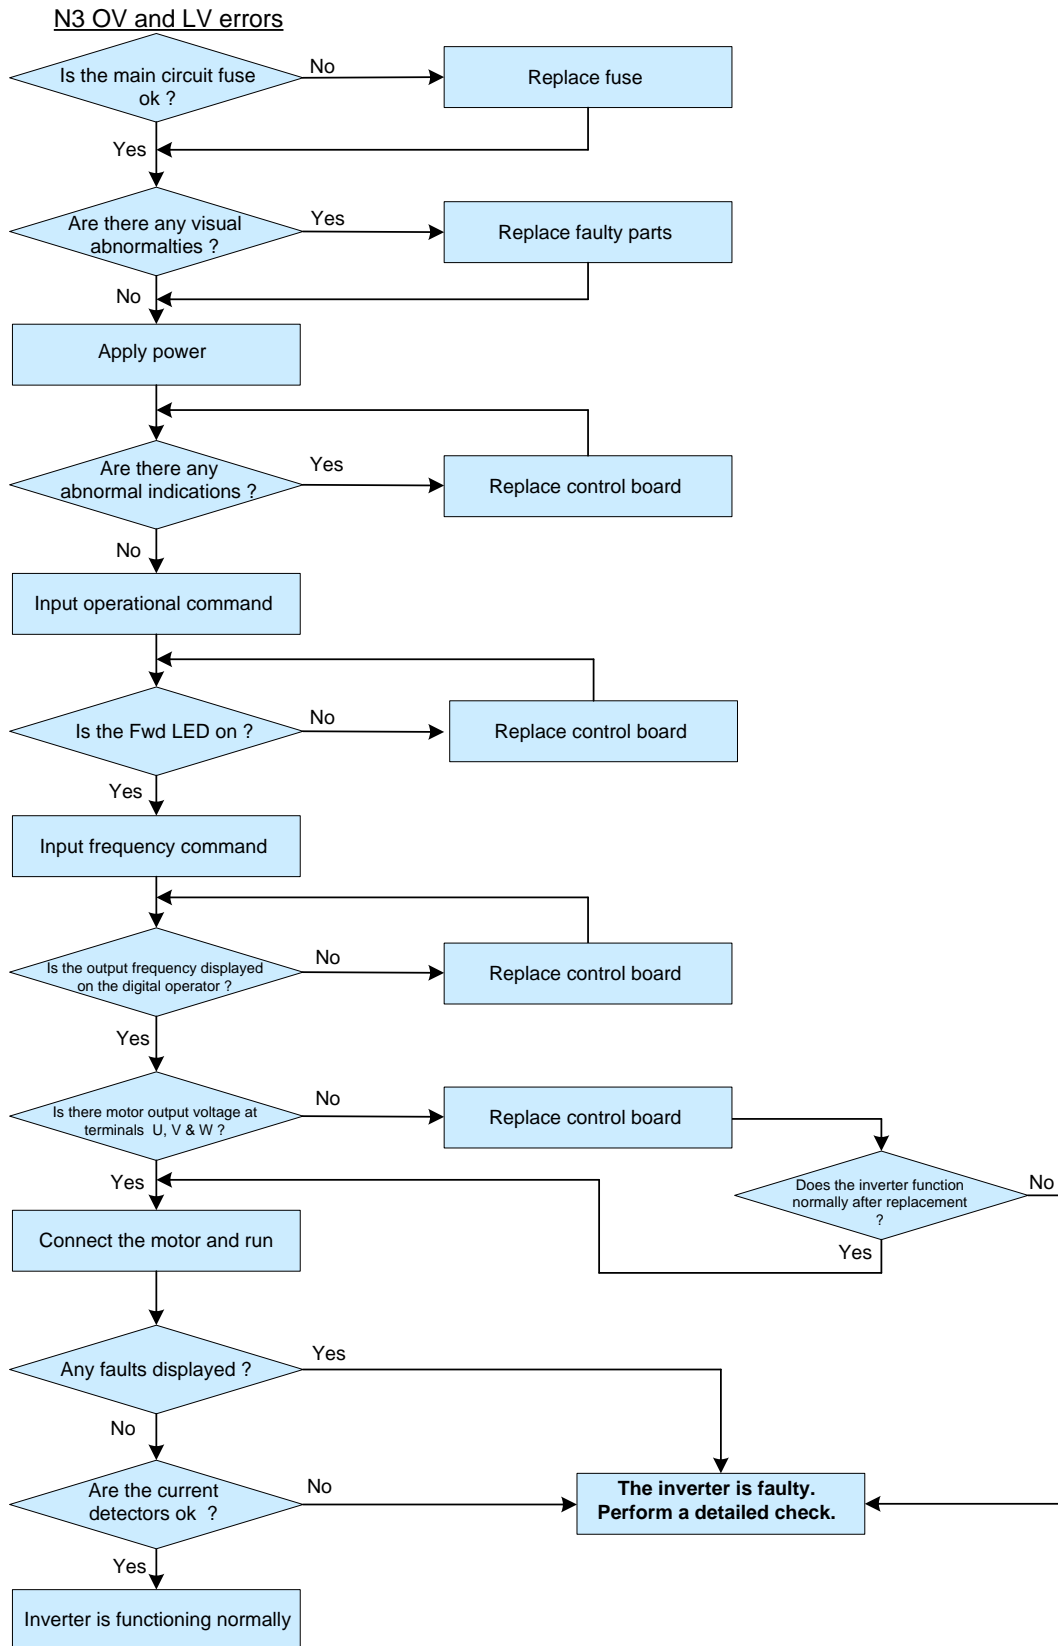 N3 OV and LV errors
Is the main circuit fuse
ok ?
No
Replace fuse
Yes
Are there any visual
abnormalties ?
Yes
Replace faulty parts
No
Apply power
Are there any
abnormal indications ?
Yes
Replace control board
No
Input operational command
Is the Fwd LED on ?
No
Replace control board
Yes
Input frequency command
Is the output frequency displayed
on the digital operator ?
No
Replace control board
Yes
Is there motor output voltage at
terminals U, V & W ?
No
Replace control board
Does the inverter function
normally after replacement
?
No
Yes
Yes
Connect the motor and run
Any faults displayed ?
Yes
No
Are the current
detectors ok ?
No
The inverter is faulty.
Perform a detailed check.
Yes
Inverter is functioning normally